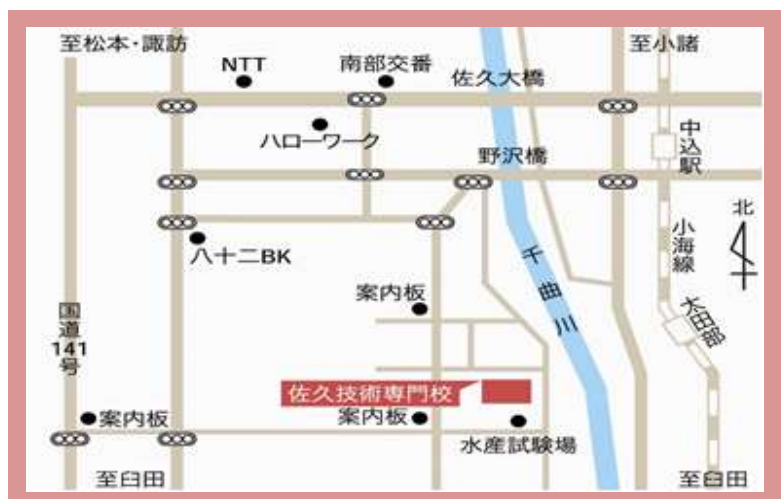 至松本・諏訪
NTT
南部交番
佐久大橋
至小諸
ハローワーク
中込駅
野沢橋
北
八十二BK
千曲川
小海線
案内板
太田部
国道141号
佐久技術専門校
案内板
案内板
水産試験場
至臼田
至臼田